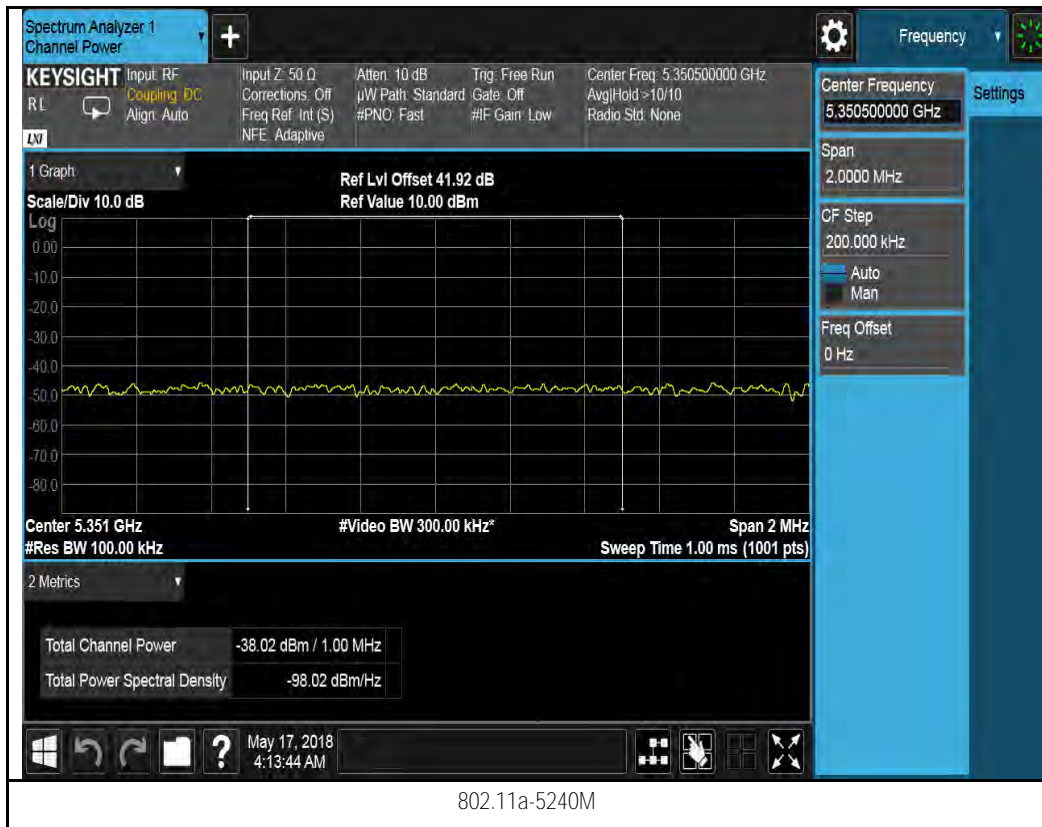 Spectrum Analyzer 1
Channel Power
Frequency
KEYSIGHT
RL
LXI
Input: RF
Coupling: DC
Align: Auto
Input Z: 50 Ω
Corrections: Off
Freq Ref: Int (S)
NFE: Adaptive
Atten: 10 dB
µW Path: Standard
#PNO: Fast
Trig: Free Run
Gate: Off
#IF Gain: Low
Center Freq: 5.350500000 GHz
Avg|Hold >10/10
Radio Std: None
Center Frequency
5.350500000 GHz
Settings
Span
2.0000 MHz
CF Step
200.000 kHz
Auto
Man
Freq Offset
0 Hz
1 Graph
Scale/Div 10.0 dB
Ref Lvl Offset 41.92 dB
Ref Value 10.00 dBm
Log
0.00
-10.0
-20.0
-30.0
-40.0
-50.0
-60.0
-70.0
-80.0
Center 5.351 GHz
#Video BW 300.00 kHz*
Span 2 MHz
#Res BW 100.00 kHz
Sweep Time 1.00 ms (1001 pts)
2 Metrics
Total Channel Power -38.02 dBm / 1.00 MHz
Total Power Spectral Density -98.02 dBm/Hz
?
May 17, 2018
4:13:44 AM
802.11a-5240M